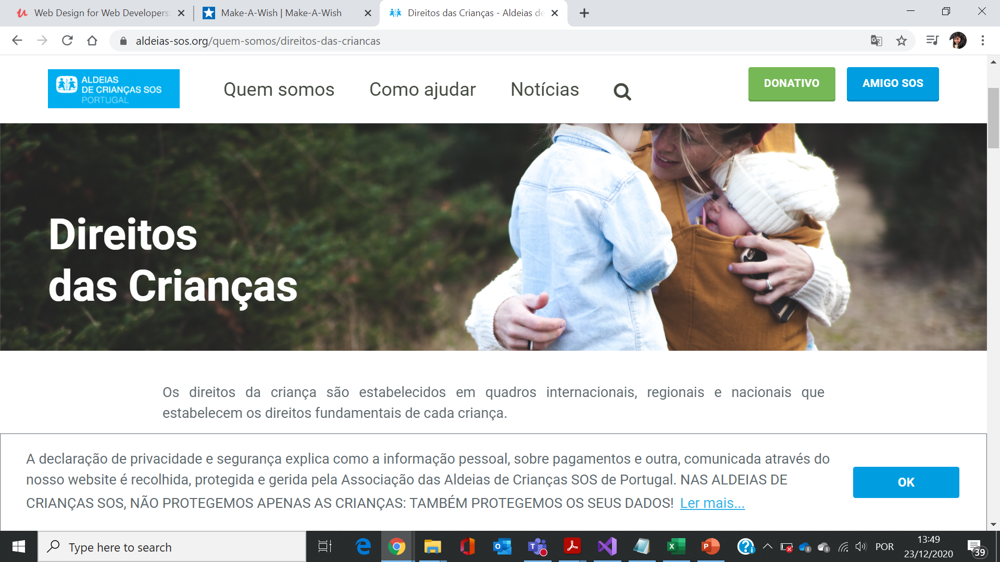 Web Design for Web Developers:
Make-A-Wish | Make-A-Wish
Direitos das Crianças - Aldeias de
aldeias-sos.org/quem-somos/direitos-das-criancas
ALDEIAS
DE CRIANÇAS SOS
PORTUGAL
Quem somos
Como ajudar
Notícias
DONATIVO
AMIGO SOS
Direitos
das Crianças
Os direitos da criança são estabelecidos em quadros internacionais, regionais e nacionais que
estabelecem os direitos fundamentais de cada criança.
A declaração de privacidade e segurança explica como a informação pessoal, sobre pagamentos e outra, comunicada através do
nosso website é recolhida, protegida e gerida pela Associação das Aldeias de Crianças SOS de Portugal. NAS ALDEIAS DE
CRIANÇAS SOS, NÃO PROTEGEMOS APENAS AS CRIANÇAS: TAMBÉM PROTEGEMOS OS SEUS DADOS! Ler mais...
OK
Type here to search
POR
13:49
23/12/2020
39